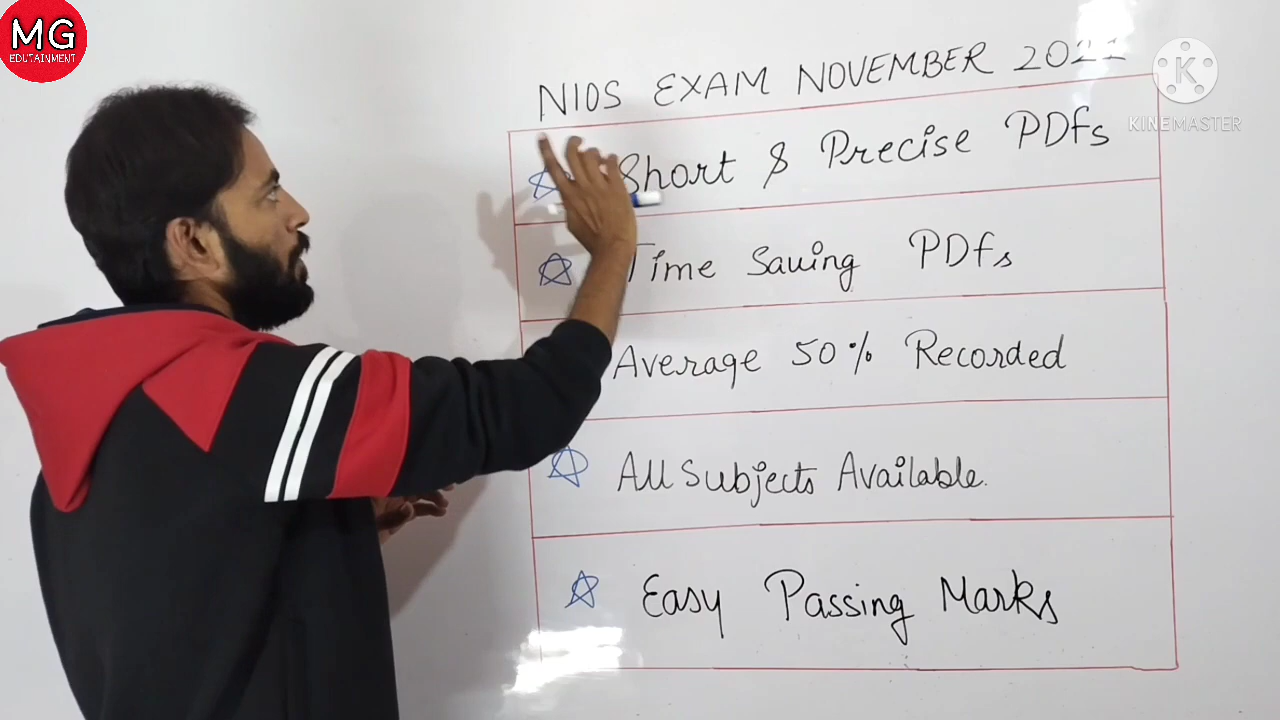 MG
EDUTAINMENT
K
KINEMASTER
NIOS EXAM NOVEMBER
Short & Precise PDFs
Time Saving PDFs
Average 50% Recorded
All Subjects Available.
Easy Passing Marks